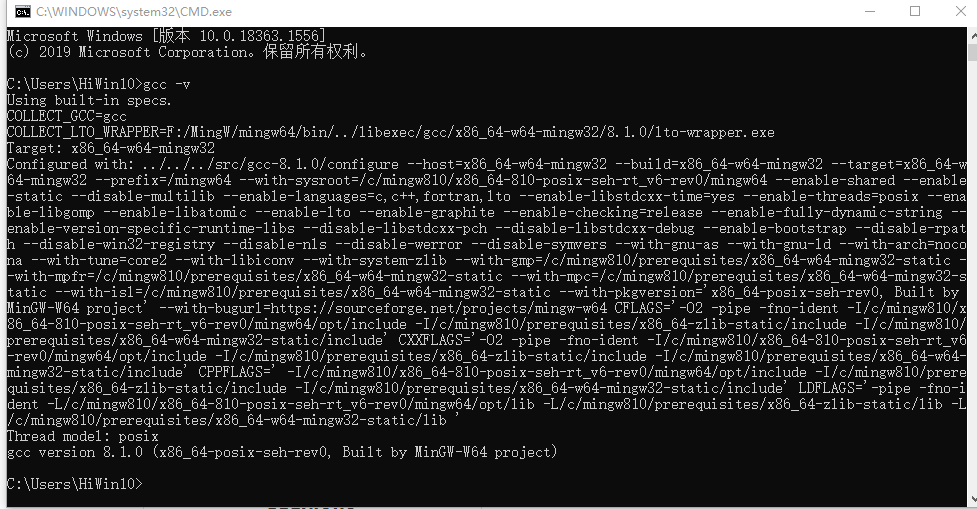 C:\WINDOWS\system32\CMD.exe
Microsoft Windows [版本 10.0.18363.1556]
(c) 2019 Microsoft Corporation。保留所有权利。
C:\Users\HiWin10>gcc -v
Using built-in specs.
COLLECT_GCC=gcc
COLLECT_LTO_WRAPPER=F:/MingW/mingw64/bin/../libexec/gcc/x86_64-w64-mingw32/8.1.0/lto-wrapper.exe
Target: x86_64-w64-mingw32
Configured with: ../../../src/gcc-8.1.0/configure --host=x86_64-w64-mingw32 --build=x86_64-w64-mingw32 --target=x86_64-w
64-mingw32 --prefix=/mingw64 --with-sysroot=/c/mingw810/x86_64-810-posix-seh-rt_v6-rev0/mingw64 --enable-shared --enable
-static --disable-multilib --enable-languages=c,c++,fortran,lto --enable-libstdcxx-time=yes --enable-threads=posix --ena
ble-libgomp --enable-libatomic --enable-lto --enable-graphite --enable-checking=release --enable-fully-dynamic-string --
enable-version-specific-runtime-libs --disable-libstdcxx-pch --disable-libstdcxx-debug --enable-bootstrap --disable-rpat
h --disable-win32-registry --disable-nls --disable-werror --disable-symvers --with-gnu-as --with-gnu-ld --with-arch=noco
na --with-tune=core2 --with-libiconv --with-system-zlib --with-gmp=/c/mingw810/prerequisites/x86_64-w64-mingw32-static -
-with-mpfr=/c/mingw810/prerequisites/x86_64-w64-mingw32-static --with-mpc=/c/mingw810/prerequisites/x86_64-w64-mingw32-s
tatic --with-isl=/c/mingw810/prerequisites/x86_64-w64-mingw32-static --with-pkgversion='x86_64-posix-seh-rev0, Built by
MinGW-W64 project' --with-bugurl=https://sourceforge.net/projects/mingw-w64 CFLAGS='-O2 -pipe -fno-ident -I/c/mingw810/x
86_64-810-posix-seh-rt_v6-rev0/mingw64/opt/include -I/c/mingw810/prerequisites/x86_64-zlib-static/include -I/c/mingw810/
prerequisites/x86_64-w64-mingw32-static/include' CXXFLAGS='-O2 -pipe -fno-ident -I/c/mingw810/x86_64-810-posix-seh-rt_v6
-rev0/mingw64/opt/include -I/c/mingw810/prerequisites/x86_64-zlib-static/include -I/c/mingw810/prerequisites/x86_64-w64-
mingw32-static/include' CPPFLAGS=' -I/c/mingw810/x86_64-810-posix-seh-rt_v6-rev0/mingw64/opt/include -I/c/mingw810/prere
quisites/x86_64-zlib-static/include -I/c/mingw810/prerequisites/x86_64-w64-mingw32-static/include' LDFLAGS='-pipe -fno-i
dent -L/c/mingw810/x86_64-810-posix-seh-rt_v6-rev0/mingw64/opt/lib -L/c/mingw810/prerequisites/x86_64-zlib-static/lib -L
/c/mingw810/prerequisites/x86_64-w64-mingw32-static/lib '
Thread model: posix
gcc version 8.1.0 (x86_64-posix-seh-rev0, Built by MinGW-W64 project)
C:\Users\HiWin10>